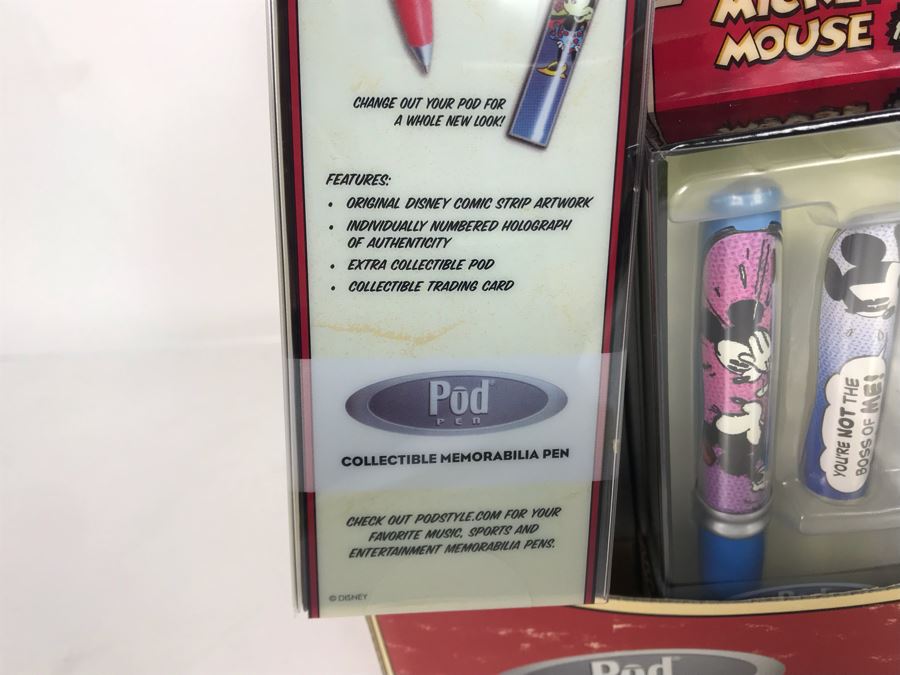 CHANGE OUT YOUR POD FOR
A WHOLE NEW LOOK!
FEATURES:
• ORIGINAL DISNEY COMIC STRIP ARTWORK
• INDIVIDUALLY NUMBERED HOLOGRAPH
OF AUTHENTICITY
• EXTRA COLLECTIBLE POD
• COLLECTIBLE TRADING CARD
Pōd®
PEN
COLLECTIBLE MEMORABILIA PEN
CHECK OUT PODSTYLE.COM FOR YOUR
FAVORITE MUSIC, SPORTS AND
ENTERTAINMENT MEMORABILIA PENS.
© DISNEY
MICKEY
MOUSE
YOU'RE NOT THE
BOSS OF ME!
Pōd